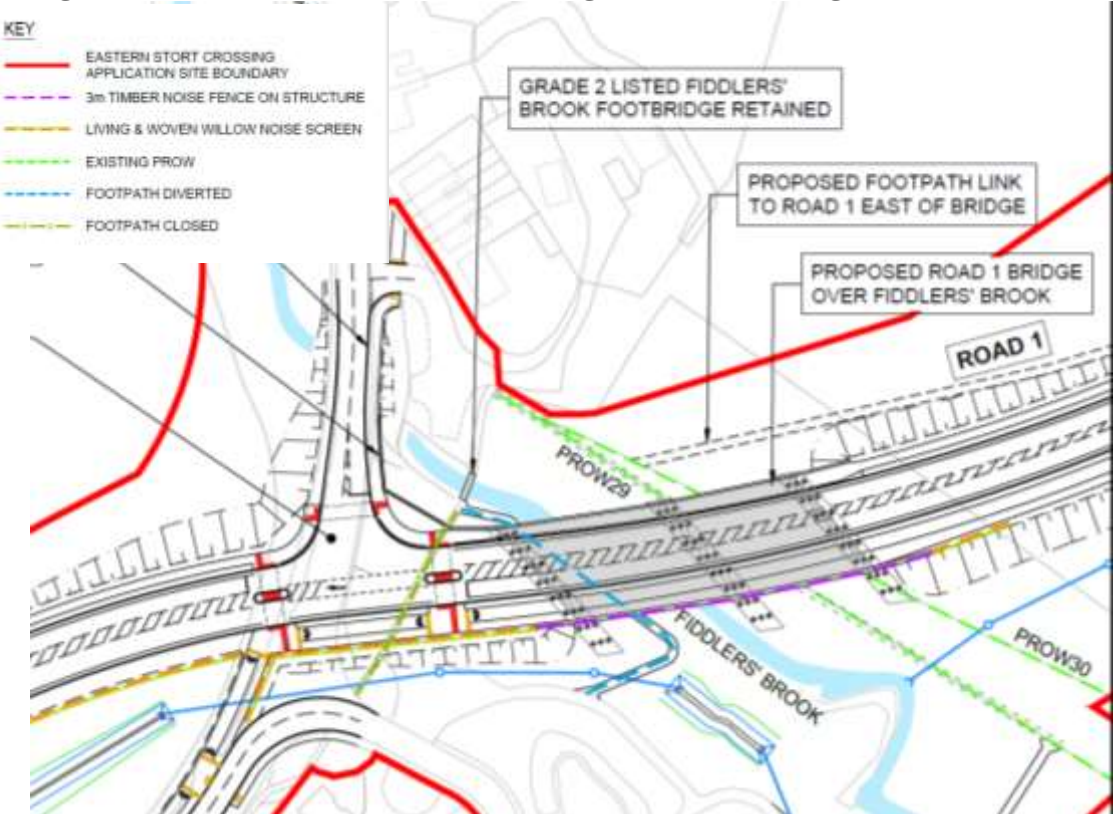 KEY
EASTERN STORT CROSSING
APPLICATION SITE BOUNDARY
3m TIMBER NOISE FENCE ON STRUCTURE
LIVING & WOVEN WILLOW NOISE SCREEN
EXISTING PROW
FOOTPATH DIVERTED
FOOTPATH CLOSED
GRADE 2 LISTED FIDDLERS'
BROOK FOOTBRIDGE RETAINED
PROPOSED FOOTPATH LINK
TO ROAD 1 EAST OF BRIDGE
PROPOSED ROAD 1 BRIDGE
OVER FIDDLERS' BROOK
ROAD 1
PROW29
FIDDLERS' BROOK
PROW30